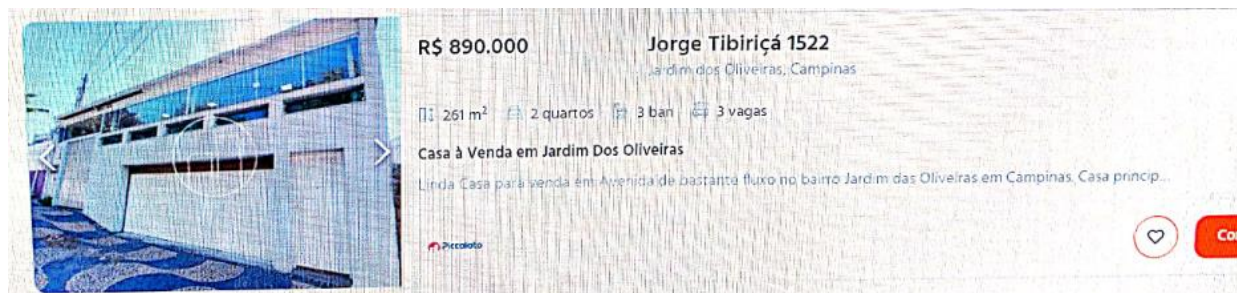 R$ 890.000
Jorge Tibiriçá 1522
Jardim dos Oliveiras, Campinas
261 m² 2 quartos 3 ban 3 vagas
Casa à Venda em Jardim Dos Oliveiras
Linda Casa para venda em Avenida de bastante fluxo no bairro Jardim das Oliveiras em Campinas. Casa princip...
Piccoloto
Co